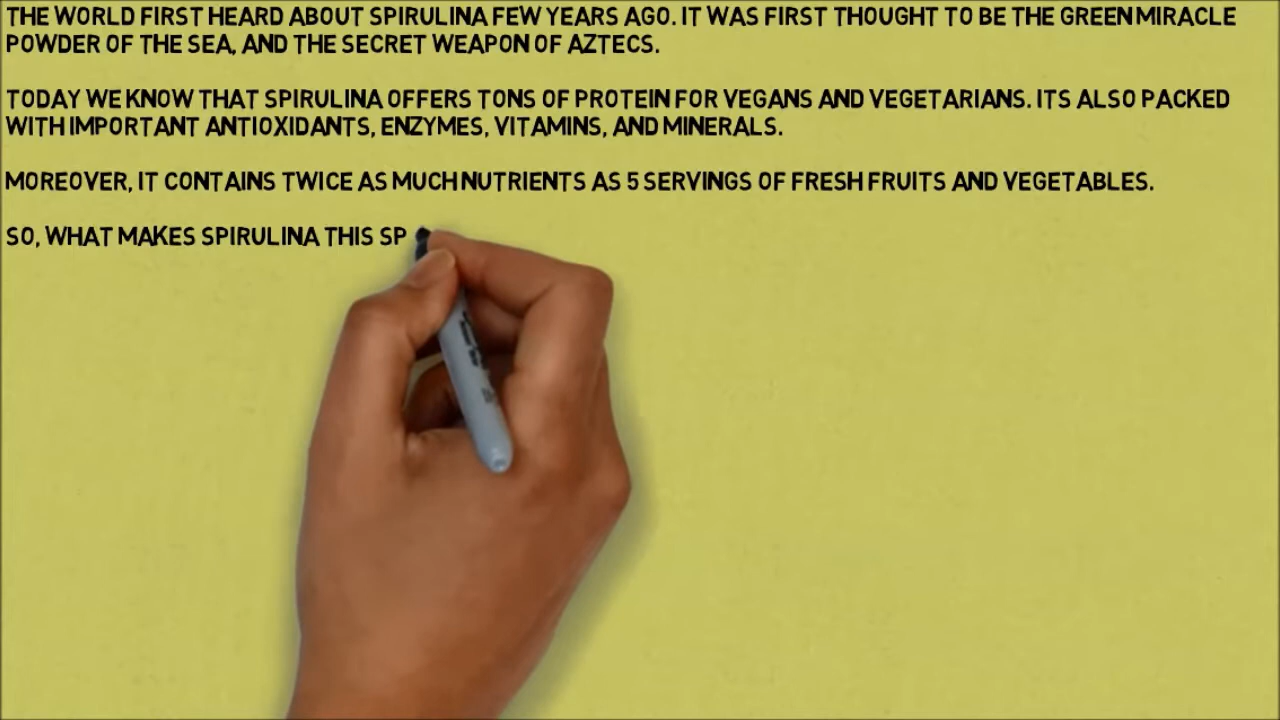 THE WORLD FIRST HEARD ABOUT SPIRULINA FEW YEARS AGO. IT WAS FIRST THOUGHT TO BE THE GREEN MIRACLE
POWDER OF THE SEA, AND THE SECRET WEAPON OF AZTECS.
TODAY WE KNOW THAT SPIRULINA OFFERS TONS OF PROTEIN FOR VEGANS AND VEGETARIANS. ITS ALSO PACKED
WITH IMPORTANT ANTIOXIDANTS, ENZYMES, VITAMINS, AND MINERALS.
MOREOVER, IT CONTAINS TWICE AS MUCH NUTRIENTS AS 5 SERVINGS OF FRESH FRUITS AND VEGETABLES.
SO, WHAT MAKES SPIRULINA THIS SP